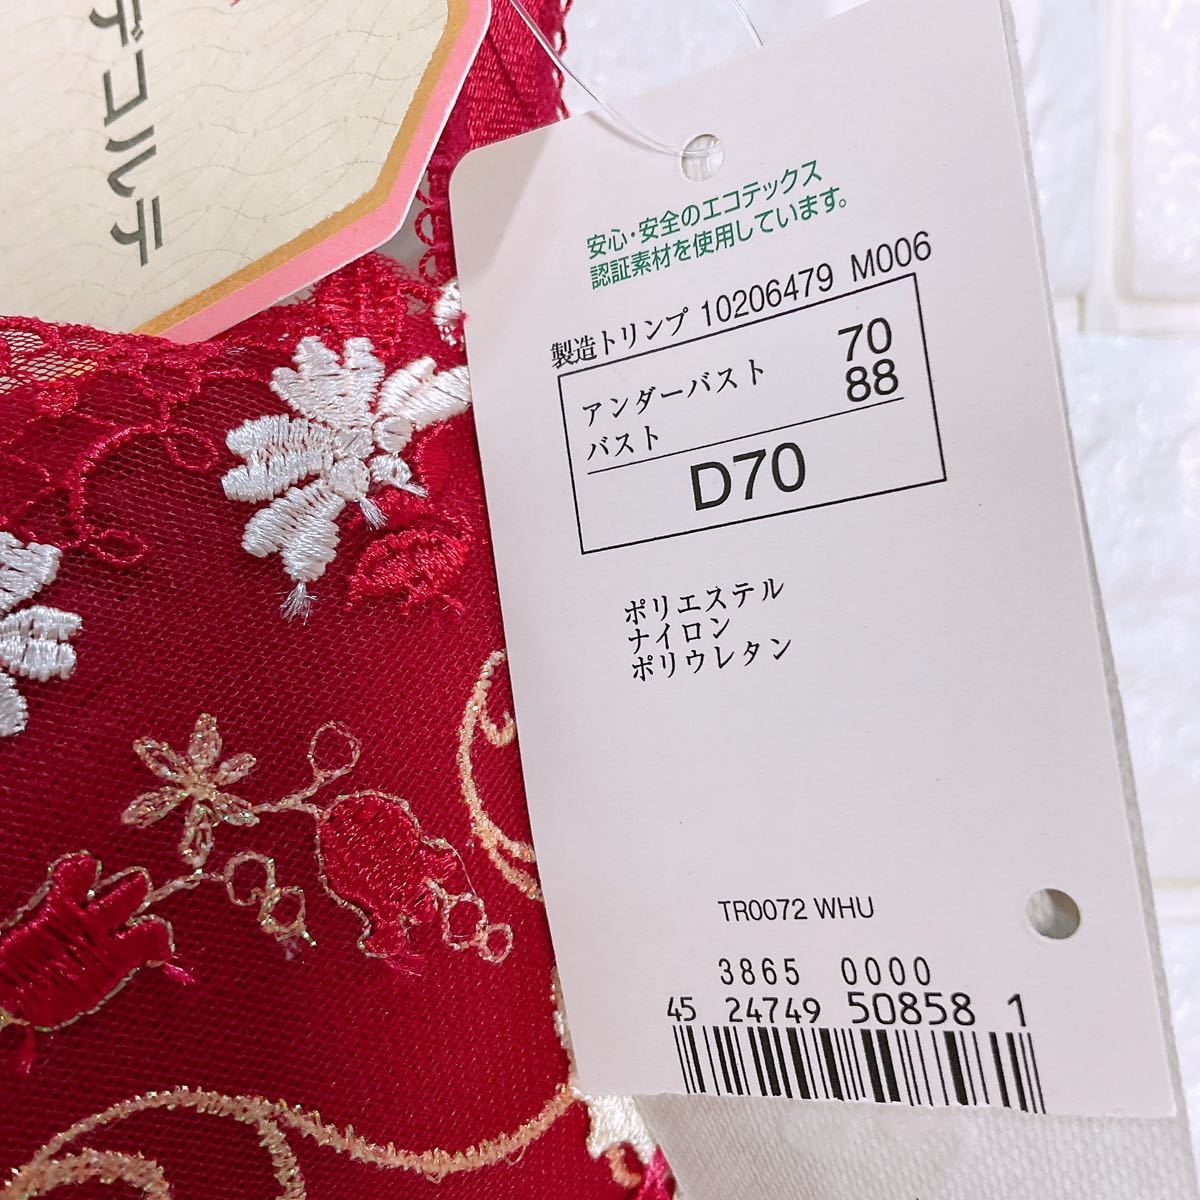 デコルテ
安心・安全のエコテックス
認証素材を使用しています。
製造トリンプ 10206479 M006
アンダーバスト 70
バスト 88
D70
ポリエステル
ナイロン
ポリウレタン
TR0072 WHU
3865 0000
45 24749 50858 1